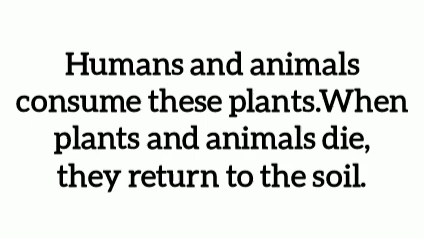 Humans and animals
consume these plants.When
plants and animals die,
they return to the soil.